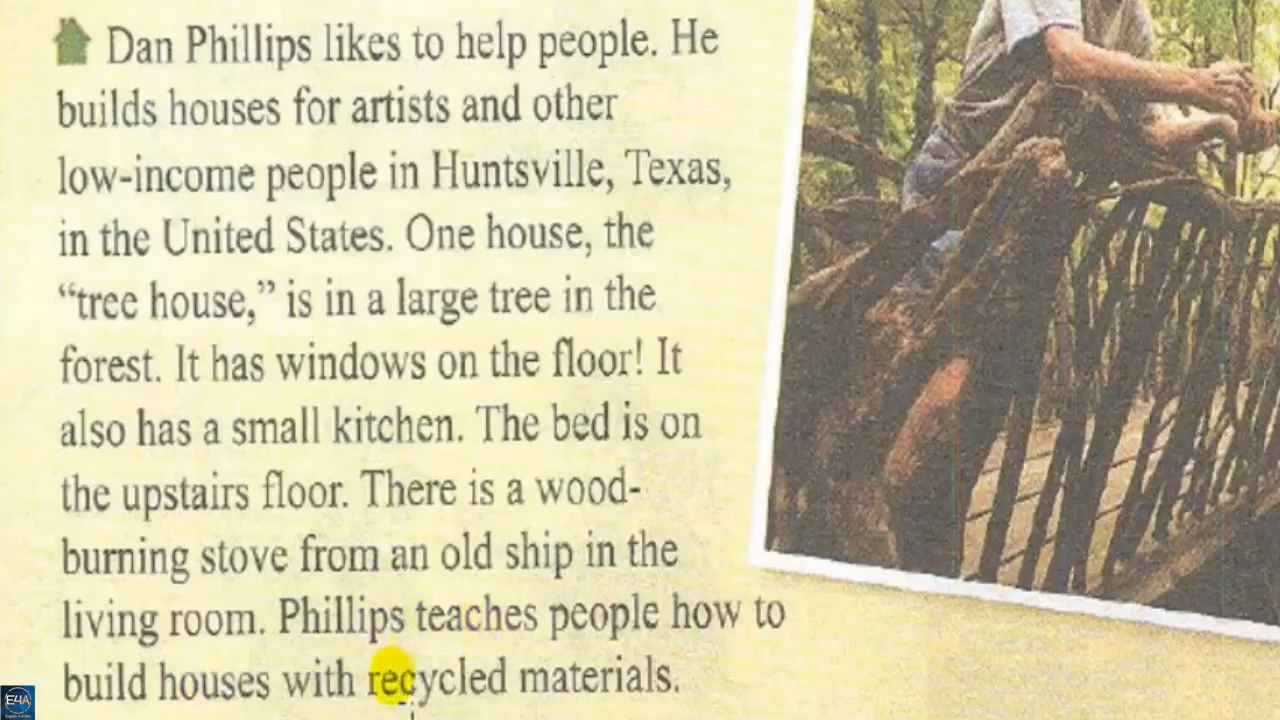 Dan Phillips likes to help people. He
builds houses for artists and other
low-income people in Huntsville, Texas,
in the United States. One house, the
“tree house,” is in a large tree in the
forest. It has windows on the floor! It
also has a small kitchen. The bed is on
the upstairs floor. There is a wood-
burning stove from an old ship in the
living room. Phillips teaches people how to
build houses with recycled materials.
E4A